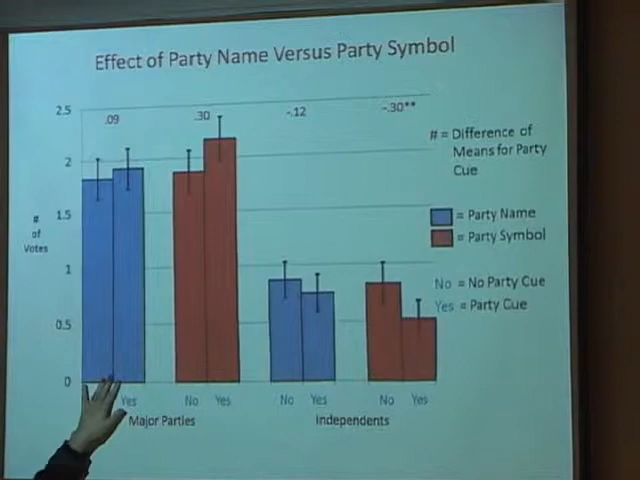 Effect of Party Name Versus Party Symbol
2.5
2
1.5
1
0.5
0
#
of
Votes
.09
.30
-.12
-.30**
# = Difference of
Means for Party
Cue
= Party Name
= Party Symbol
No = No Party Cue
Yes = Party Cue
Yes No Yes No Yes No Yes
Major Parties Independents